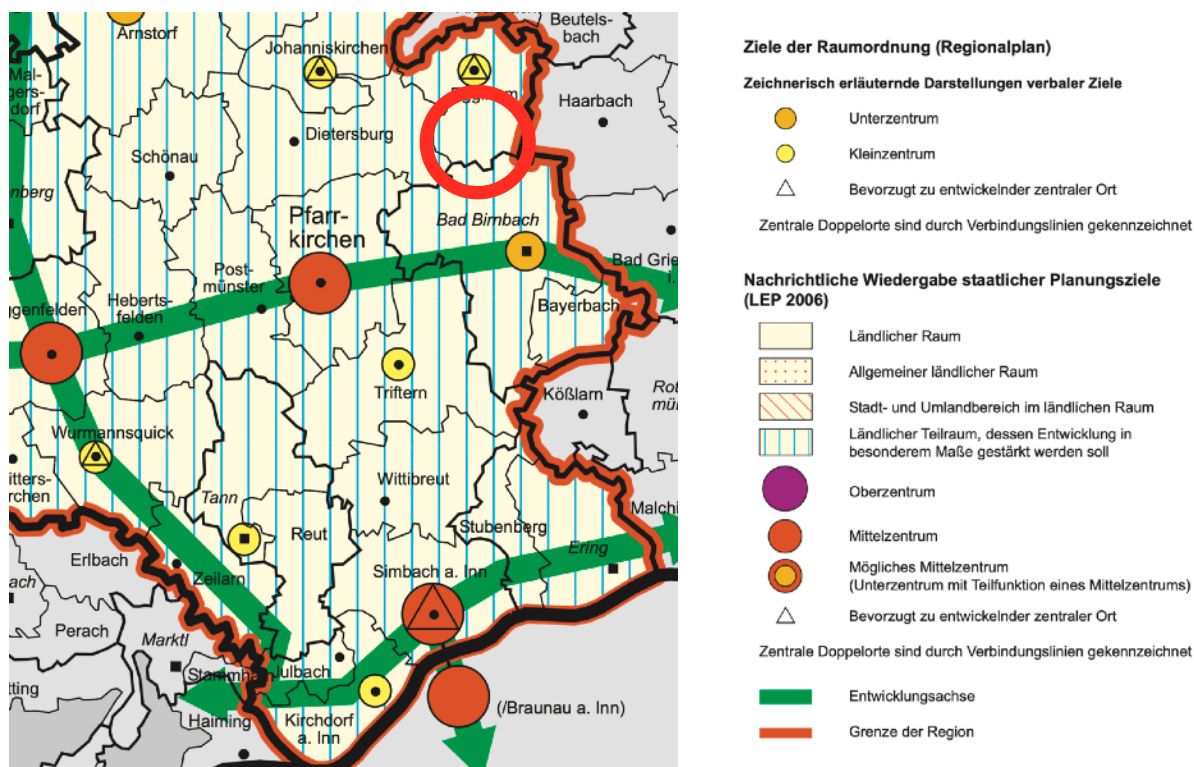 Beutels-
bach
Arnstorf
Johanniskirchen
Mal-
gers-
dorf
Haarbach
Dietersburg
Schönau
Pfarr-
kirchen
Bad Birnbach
Post-
münster
Bad Grie
i.
Heberts-
felden
ggenfelden
Bayerbach
Triftern
Kößlarn
Rot
mü
Wurmannsquick
itters-
rchen
Wittibreut
Tann
Reut
Stubenberg
Malchi
Ering
Erlbach
Zeilarn
Simbach a. Inn
ach
Perach
Marktl
Stammham
Julbach
tting
Haiming
Kirchdorf
a. Inn
(/Braunau a. Inn)
Ziele der Raumordnung (Regionalplan)
Zeichnerisch erläuternde Darstellungen verbaler Ziele
Unterzentrum
Kleinzentrum
Bevorzugt zu entwickelnder zentraler Ort
Zentrale Doppelorte sind durch Verbindungslinien gekennzeichnet
Nachrichtliche Wiedergabe staatlicher Planungsziele
(LEP 2006)
Ländlicher Raum
Allgemeiner ländlicher Raum
Stadt- und Umlandbereich im ländlichen Raum
Ländlicher Teilraum, dessen Entwicklung in
besonderem Maße gestärkt werden soll
Oberzentrum
Mittelzentrum
Mögliches Mittelzentrum
(Unterzentrum mit Teilfunktion eines Mittelzentrums)
Bevorzugt zu entwickelnder zentraler Ort
Zentrale Doppelorte sind durch Verbindungslinien gekennzeichnet
Entwicklungsachse
Grenze der Region